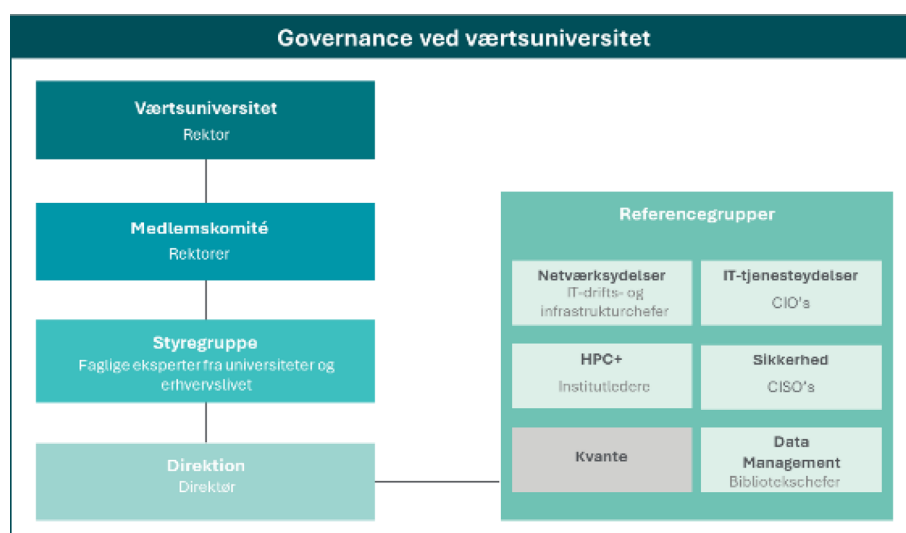 Governance ved værtsuniversitet
Værtsuniversitet
Rektor
Medlemskomité
Rektorer
Styregruppe
Faglige eksperter fra universiteter og
erhvervslivet
Direktion
Direktør
Referencegrupper
Netværksydelser
IT-drifts- og
infrastrukturchefer
IT-tjenesteydelser
CIO's
HPC+
Institutledere
Sikkerhed
CISO's
Kvante
Data
Management
Bibliotekschefer